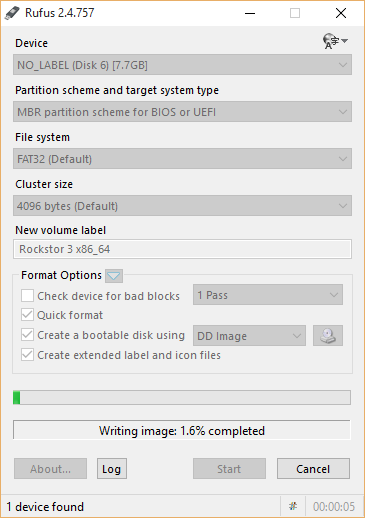 Rufus 2.4.757
Device
NO_LABEL (Disk 6) [7.7GB]
Partition scheme and target system type
MBR partition scheme for BIOS or UEFI
File system
FAT32 (Default)
Cluster size
4096 bytes (Default)
New volume label
Rockstor 3 x86_64
Format Options
Check device for bad blocks 1 Pass
Quick format
Create a bootable disk using DD Image
Create extended label and icon files
Writing image: 1.6% completed
About... Log Start Cancel
1 device found # 00:00:05